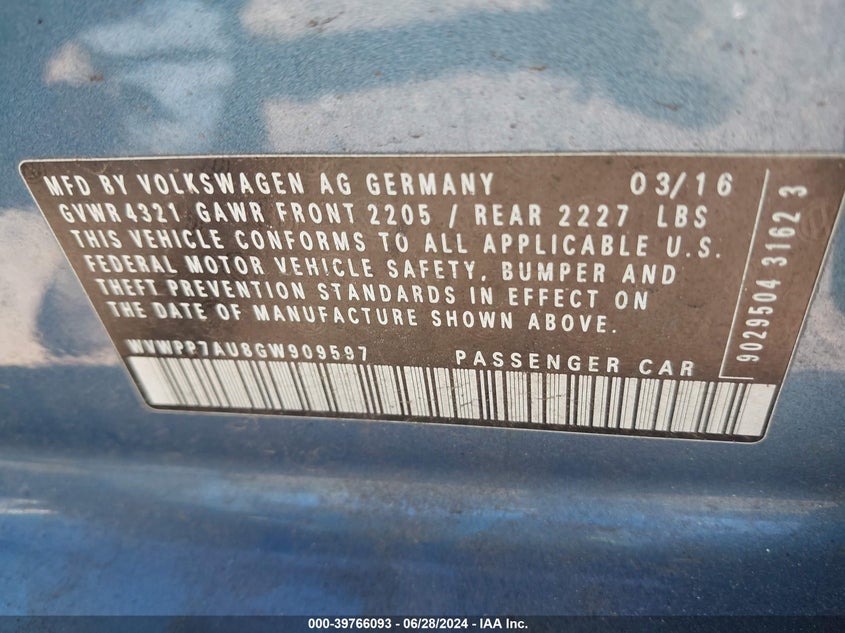 MFD BY VOLKSWAGEN AG GERMANY 03/16
GVWR 4321 GAWR FRONT 2205 / REAR 2227 LBS
THIS VEHICLE CONFORMS TO ALL APPLICABLE U.S.
FEDERAL MOTOR VEHICLE SAFETY, BUMPER AND
THEFT PREVENTION STANDARDS IN EFFECT ON
THE DATE OF MANUFACTURE SHOWN ABOVE.
WVWPP7AU8GW909597 PASSENGER CAR
9029504 3162 3
000-39766093 - 06/28/2024 - IAA Inc.